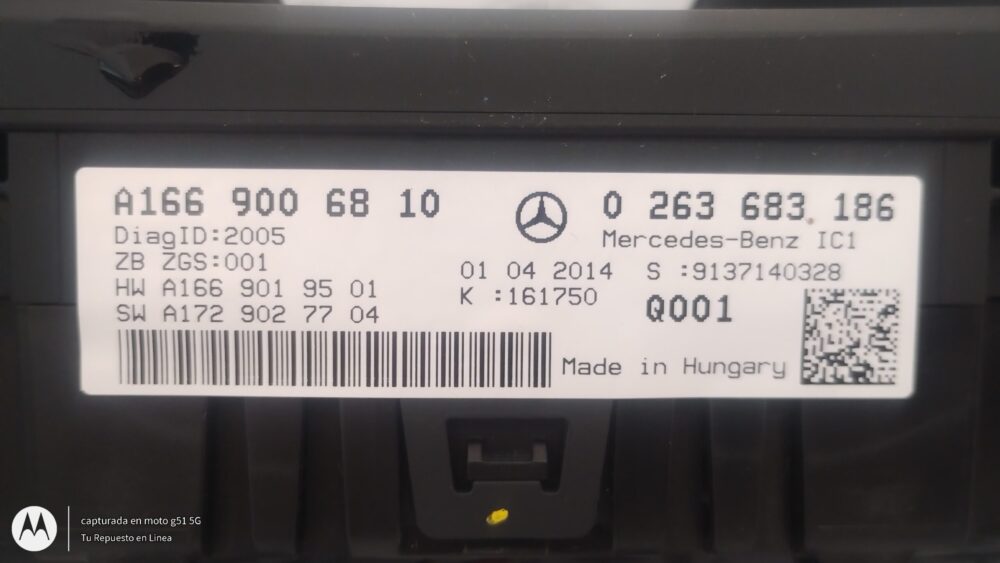 A166 900 68 10
0 263 683 186
DiagID:2005
Mercedes-Benz IC1
ZB ZGS:001
01 04 2014 S :9137140328
HW A166 901 95 01
K :161750
Q001
SW A172 902 77 04
Made in Hungary
capturada en moto g51 5G
Tu Repuesto en Linea